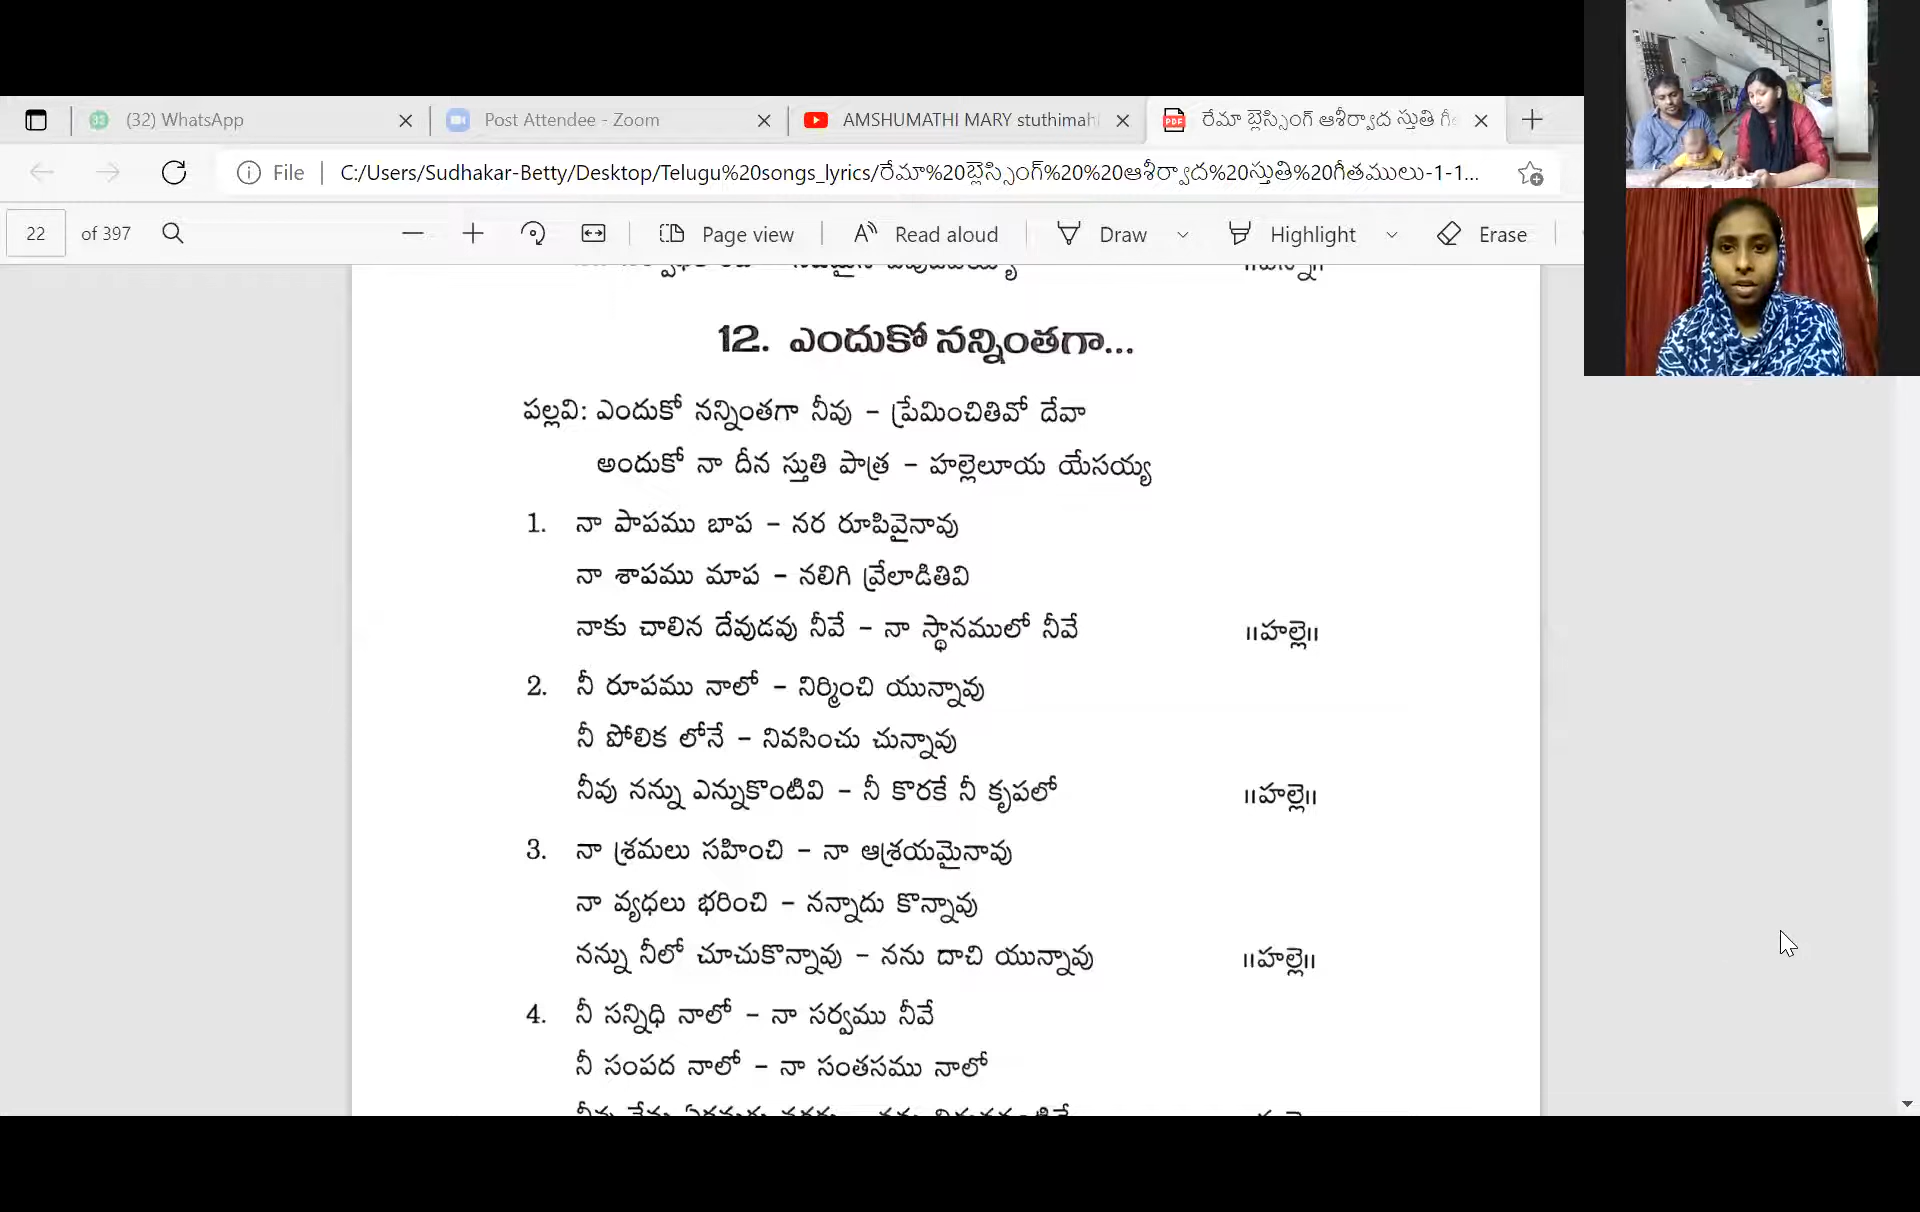 (32) WhatsApp
Post Attendee - Zoom
AMSHUMATHI MARY stuthimah
రేమా బ్లెస్సింగ్ ఆశీర్వాద స్తుతి గీ
File
C:/Users/Sudhakar-Betty/Desktop/Telugu%20songs_lyrics/రేమా%20బ్లెస్సింగ్%20%20ఆశీర్వాద%20స్తుతి%20గీతములు-1-1...
22 of 397
Page view
Read aloud
Draw
Highlight
Erase
12. ఎందుకో నన్నింతగా...
పల్లవి: ఎందుకో నన్నింతగా నీవు - ప్రేమించితివో దేవా
అందుకో నా దీన స్తుతి పాత్ర - హల్లెలూయ యేసయ్య
1. నా పాపము బాప - నర రూపివైనావు
నా శాపము మాప - నలిగి వ్రేలాడితివి
నాకు చాలిన దేవుడవు నీవే - నా స్థానములో నీవే ॥హల్లె॥
2. నీ రూపము నాలో - నిర్మించి యున్నావు
నీ పోలిక లోనే - నివసించు చున్నావు
నీవు నన్ను ఎన్నుకొంటివి - నీ కొరకే నీ కృపలో ॥హల్లె॥
3. నా శ్రమలు సహించి - నా ఆశ్రయమైనావు
నా వ్యధలు భరించి - నన్నాదు కొన్నావు
నన్ను నీలో చూచుకొన్నావు - నను దాచి యున్నావు ॥హల్లె॥
4. నీ సన్నిధి నాలో - నా సర్వము నీవే
నీ సంపద నాలో - నా సంతసము నాలో